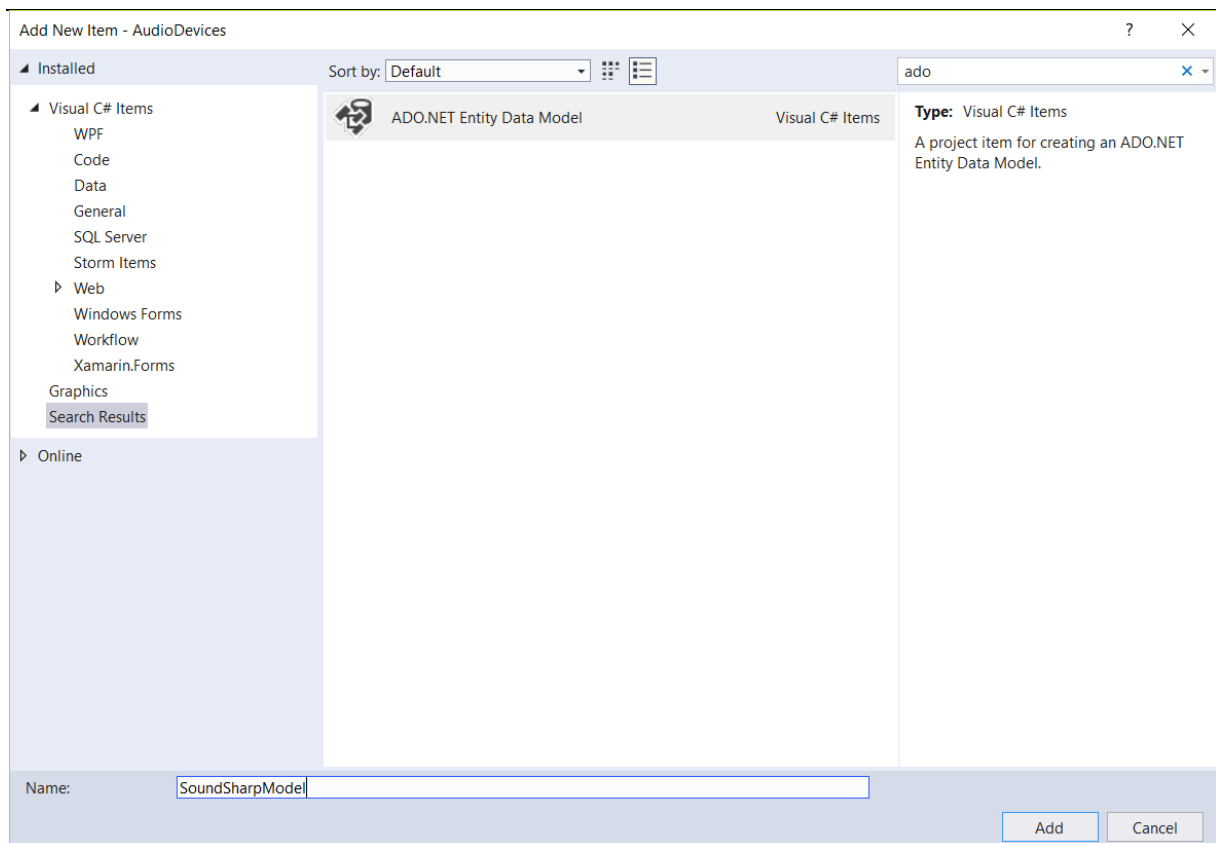 Add New Item - AudioDevices
?
Installed
Sort by: Default
ado
Visual C# Items
WPF
Code
Data
General
SQL Server
Storm Items
Web
Windows Forms
Workflow
Xamarin.Forms
Graphics
Search Results
Online
ADO.NET Entity Data Model Visual C# Items
Type: Visual C# Items
A project item for creating an ADO.NET
Entity Data Model.
Name: SoundSharpModel
Add Cancel